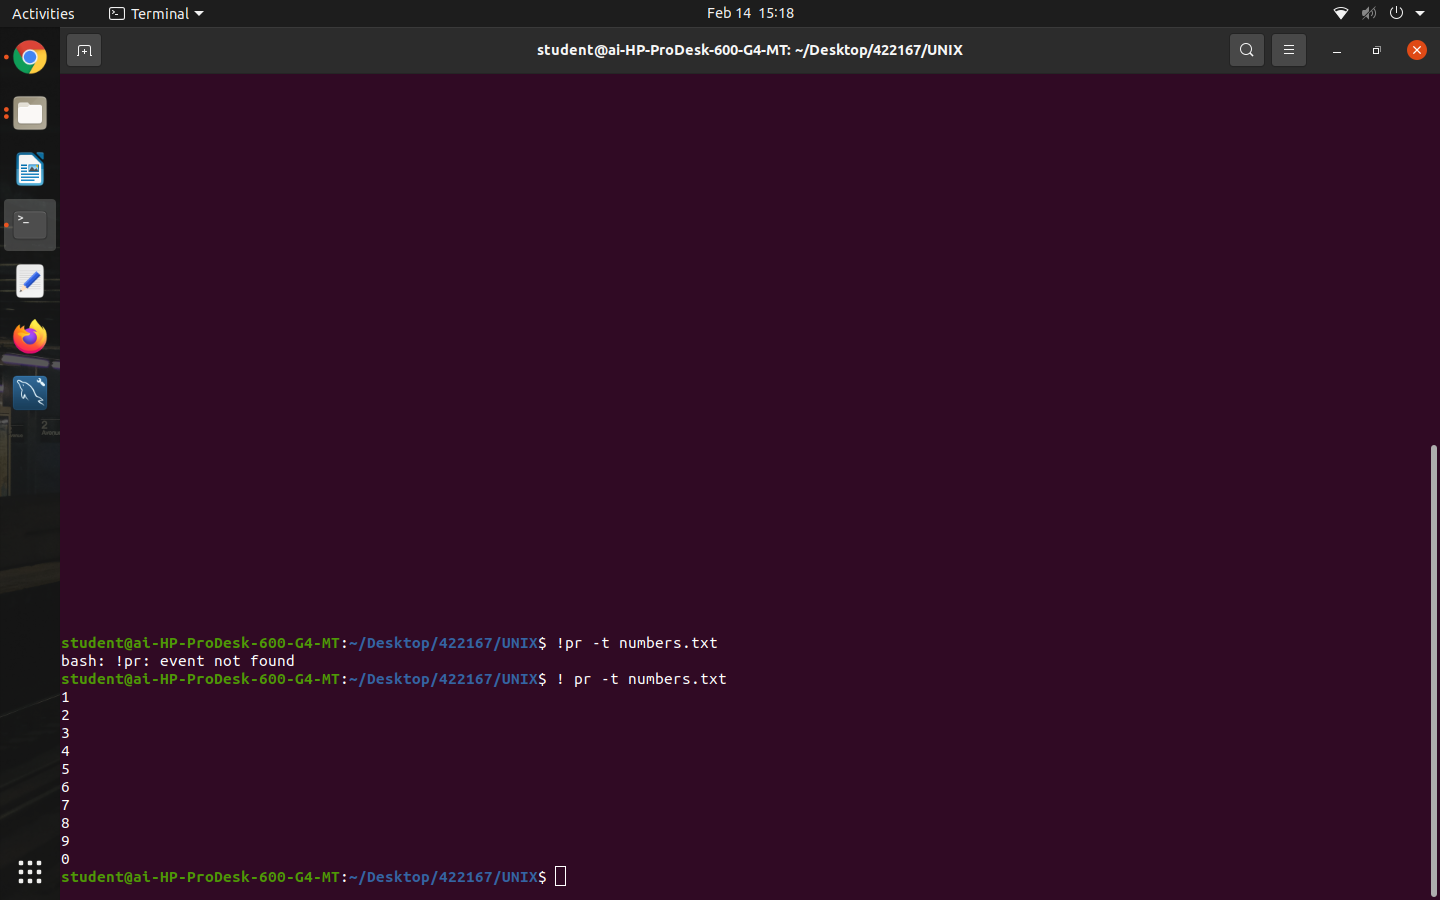 Activities Terminal Feb 14 15:18
student@ai-HP-ProDesk-600-G4-MT: ~/Desktop/422167/UNIX
student@ai-HP-ProDesk-600-G4-MT:~/Desktop/422167/UNIX$ !pr -t numbers.txt
bash: !pr: event not found
student@ai-HP-ProDesk-600-G4-MT:~/Desktop/422167/UNIX$ ! pr -t numbers.txt
1
2
3
4
5
6
7
8
9
0
student@ai-HP-ProDesk-600-G4-MT:~/Desktop/422167/UNIX$